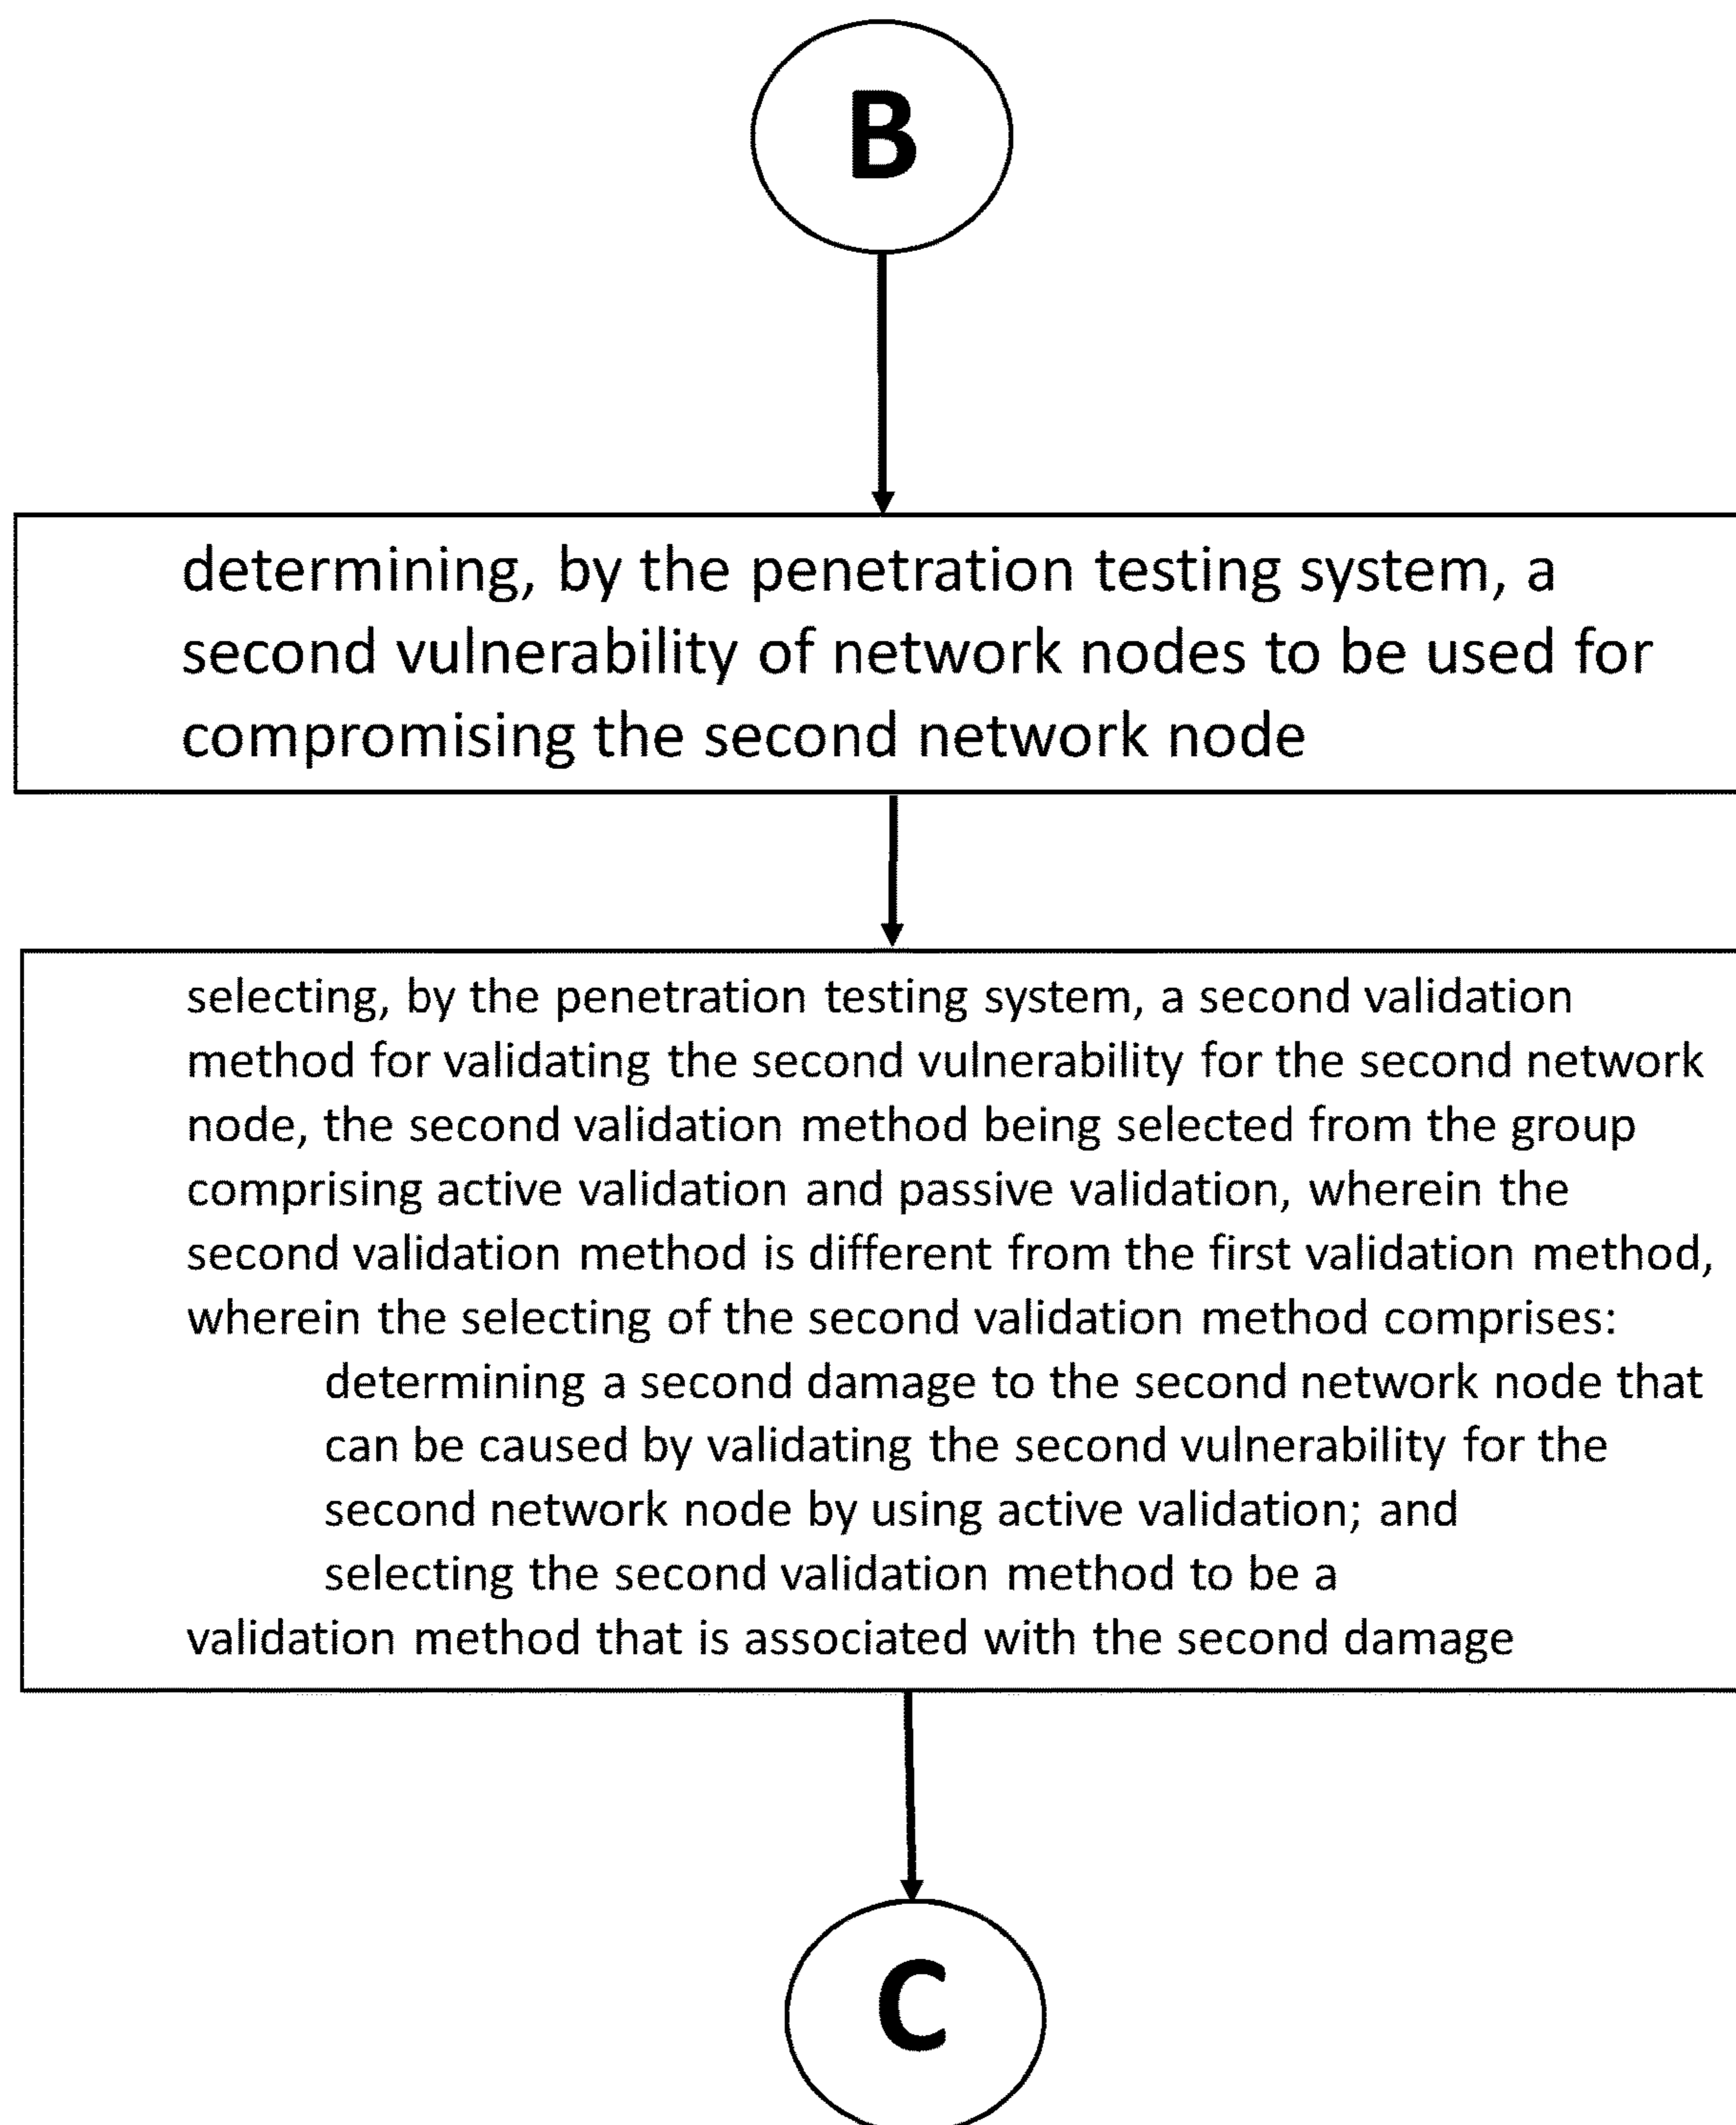 B
determining, by the penetration testing system, a
second vulnerability of network nodes to be used for
compromising the second network node
selecting, by the penetration testing system, a second validation
method for validating the second vulnerability for the second network
node, the second validation method being selected from the group
comprising active validation and passive validation, wherein the
second validation method is different from the first validation method,
wherein the selecting of the second validation method comprises:
determining a second damage to the second network node that
can be caused by validating the second vulnerability for the
second network node by using active validation; and
selecting the second validation method to be a
validation method that is associated with the second damage
C